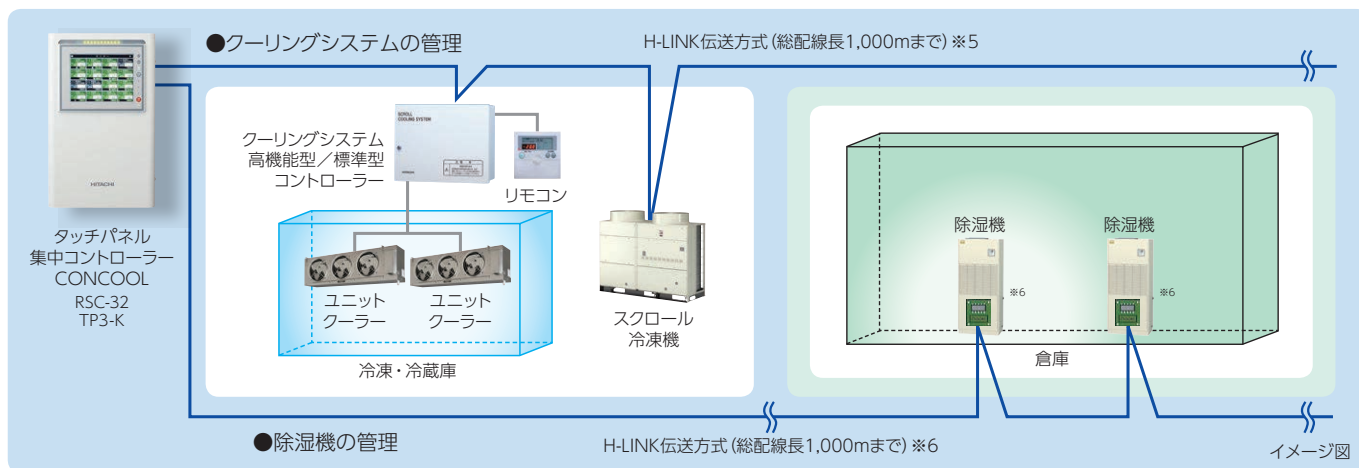 ●クーリングシステムの管理
H-LINK伝送方式(総配線長1,000mまで)※5
SCROLL
COOLING SYSTEM
HITACHI
クーリングシステム
高機能型／標準型
コントローラー
リモコン
タッチパネル
集中コントローラー
CONCOOL
RSC-32
TP3-K
ユニット
クーラー
ユニット
クーラー
冷凍・冷蔵庫
スクロール
冷凍機
除湿機
※6
除湿機
※6
倉庫
●除湿機の管理
H-LINK伝送方式(総配線長1,000mまで)※6
イメージ図